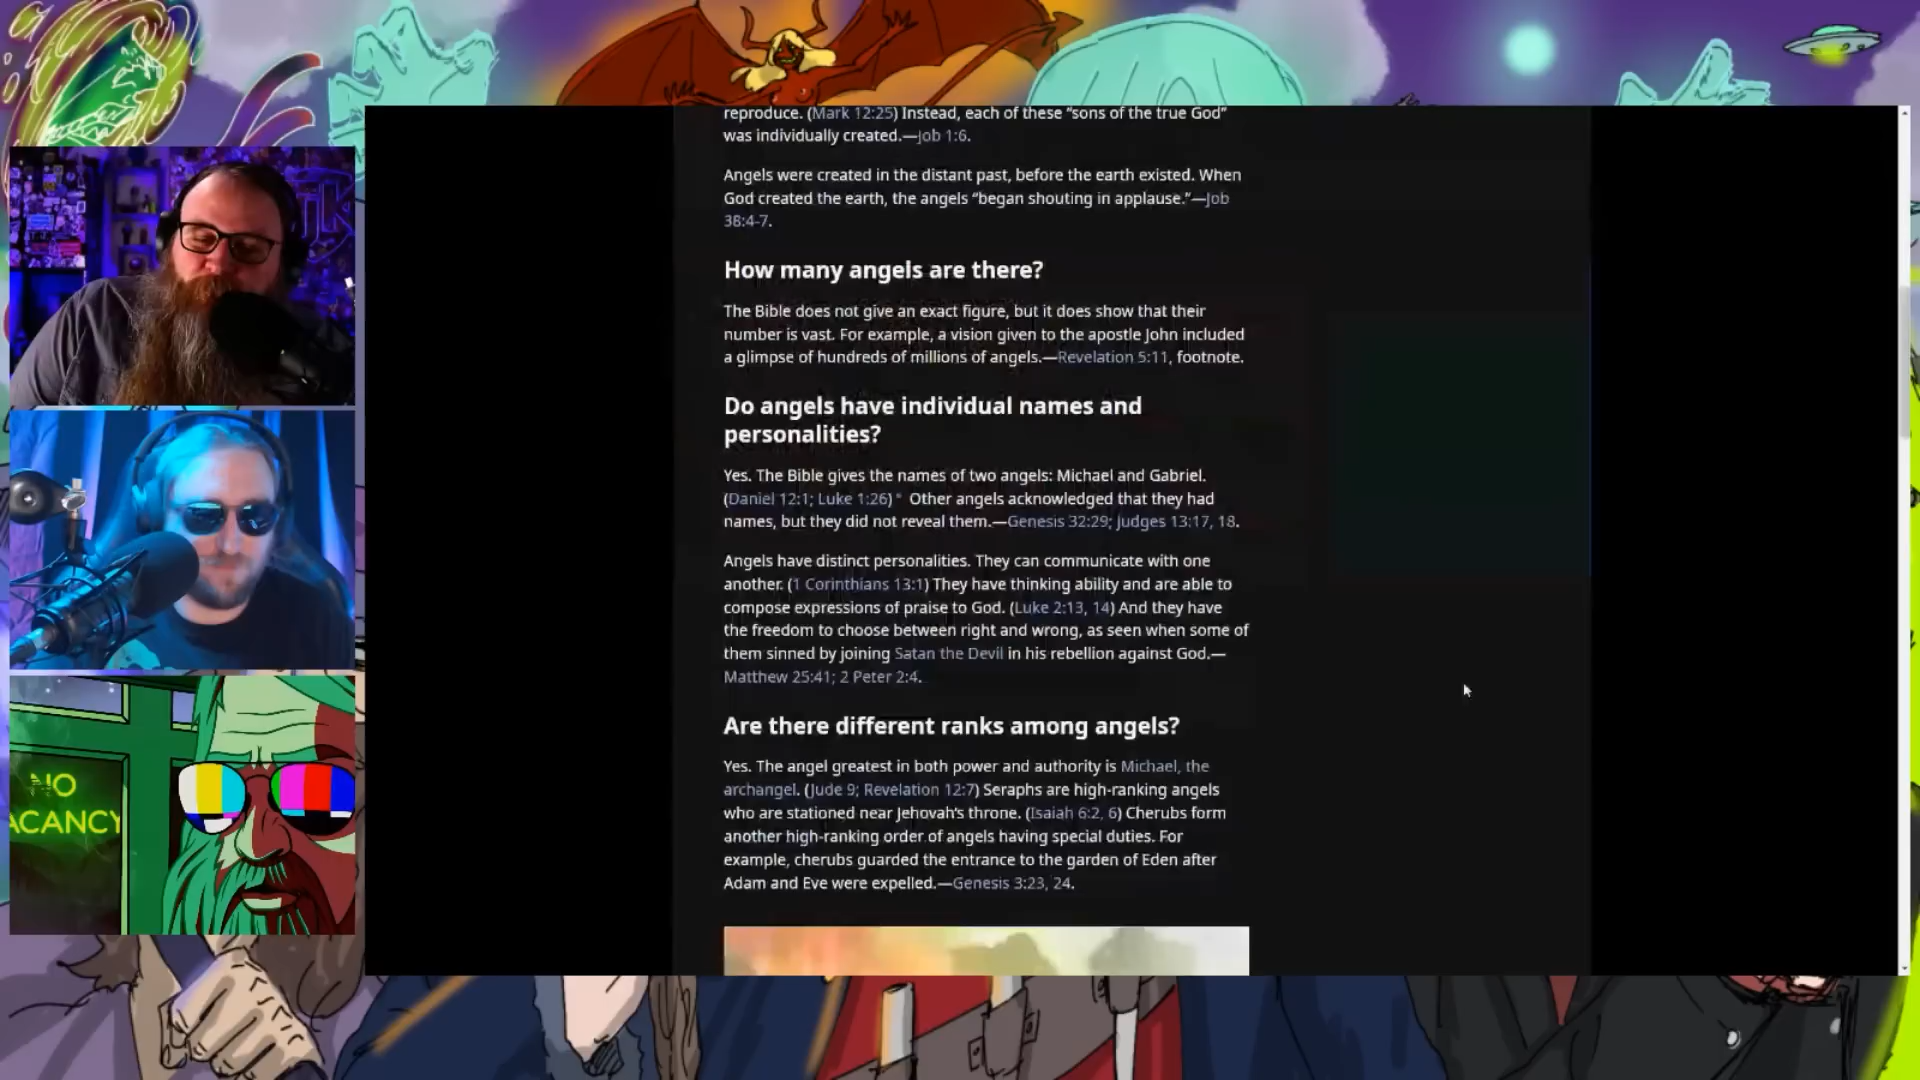 reproduce. (Mark 12:25) Instead, each of these “sons of the true God”
was individually created.—Job 1:6.
Angels were created in the distant past, before the earth existed. When
God created the earth, the angels “began shouting in applause.”—Job
38:4-7.
How many angels are there?
The Bible does not give an exact figure, but it does show that their
number is vast. For example, a vision given to the apostle John included
a glimpse of hundreds of millions of angels.—Revelation 5:11, footnote.
Do angels have individual names and
personalities?
Yes. The Bible gives the names of two angels: Michael and Gabriel.
(Daniel 12:1; Luke 1:26) * Other angels acknowledged that they had
names, but they did not reveal them.—Genesis 32:29; Judges 13:17, 18.
Angels have distinct personalities. They can communicate with one
another. (1 Corinthians 13:1) They have thinking ability and are able to
compose expressions of praise to God. (Luke 2:13, 14) And they have
the freedom to choose between right and wrong, as seen when some of
them sinned by joining Satan the Devil in his rebellion against God.—
Matthew 25:41; 2 Peter 2:4.
Are there different ranks among angels?
Yes. The angel greatest in both power and authority is Michael, the
archangel. (Jude 9; Revelation 12:7) Seraphs are high-ranking angels
who are stationed near Jehovah’s throne. (Isaiah 6:2, 6) Cherubs form
another high-ranking order of angels having special duties. For
example, cherubs guarded the entrance to the garden of Eden after
Adam and Eve were expelled.—Genesis 3:23, 24.
NO
ACANCY